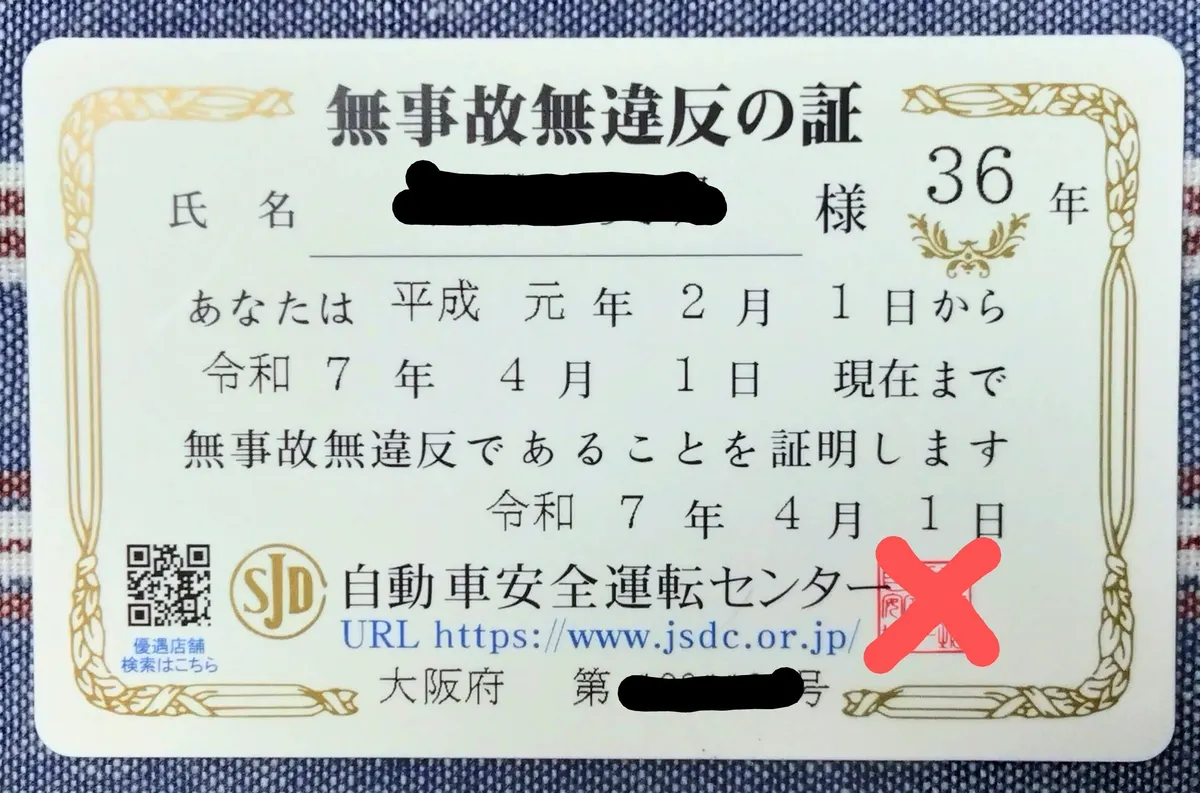 無事故無違反の証
氏 名 様 36 年
あなたは 平成 元 年 2 月 1 日から
令和 7 年 4 月 1 日 現在まで
無事故無違反であることを証明します
令和 7 年 4 月 1 日
SJD 自動車安全運転センター
URL https://www.jsdc.or.jp/
優遇店舗
検索はこちら
大阪府 第 号